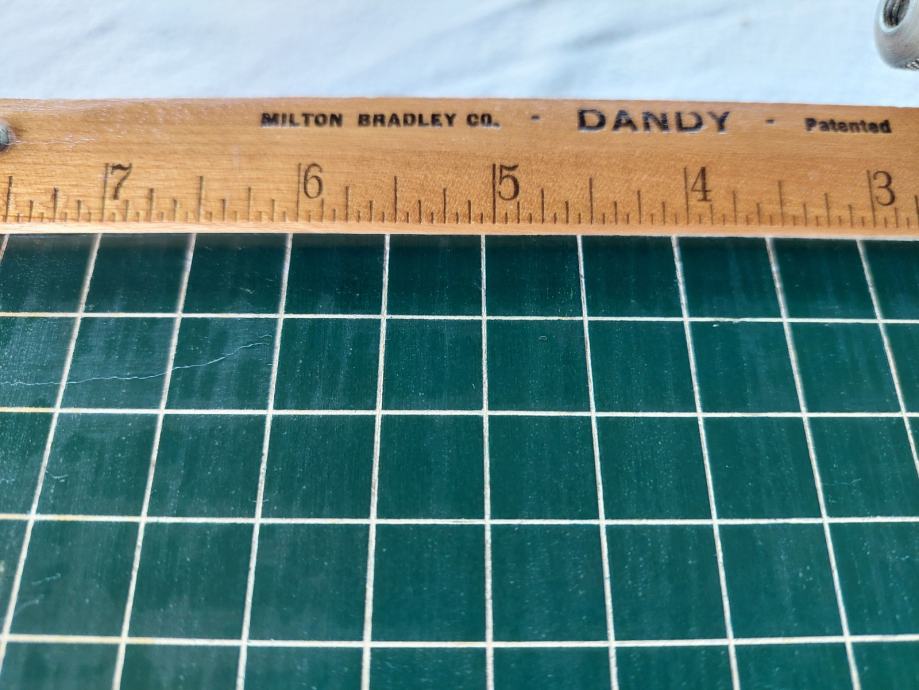 MILTON BRADLEY CO. - DANDY - Patented
7 6 5 4 3